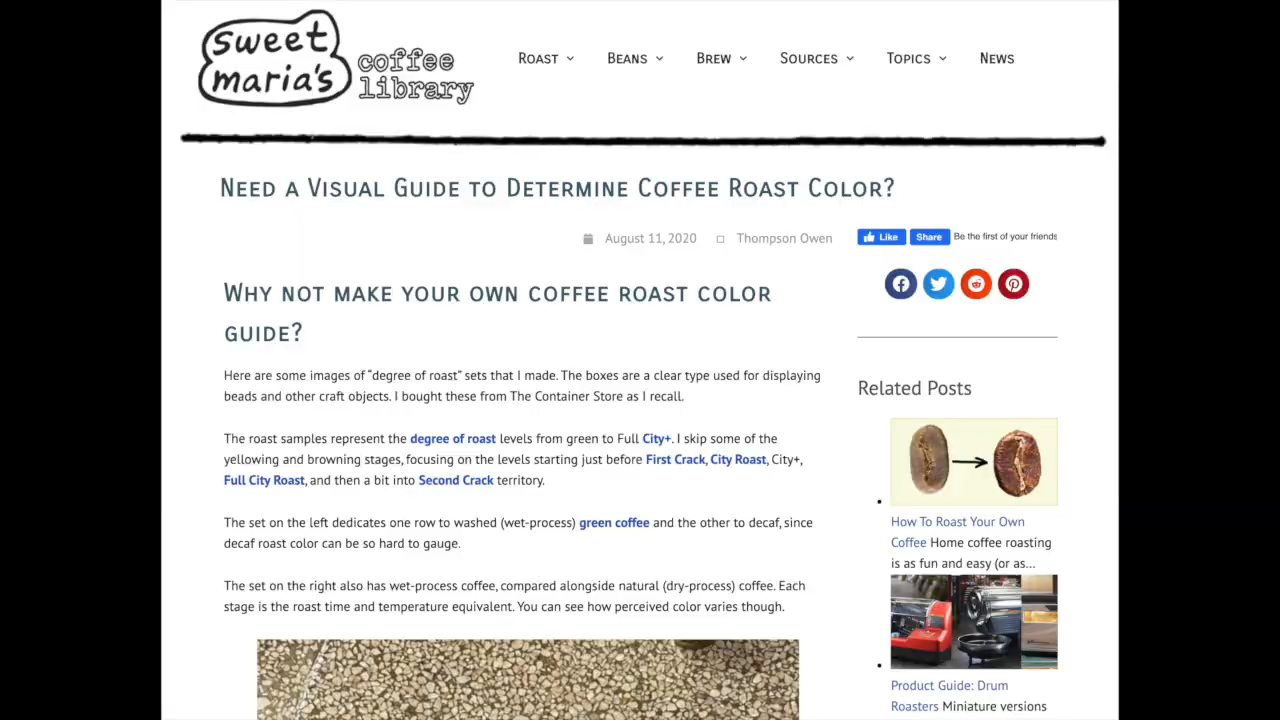 sweet
maria's
coffee
library
Roast
Beans
Brew
Sources
Topics
News
Need a Visual Guide to Determine Coffee Roast Color?
August 11, 2020
Thompson Owen
Like
Share
Be the first of your friends
Why not make your own coffee roast color
guide?
Here are some images of “degree of roast” sets that I made. The boxes are a clear type used for displaying
beads and other craft objects. I bought these from The Container Store as I recall.
The roast samples represent the degree of roast levels from green to Full City+. I skip some of the
yellowing and browning stages, focusing on the levels starting just before First Crack, City Roast, City+,
Full City Roast, and then a bit into Second Crack territory.
The set on the left dedicates one row to washed (wet-process) green coffee and the other to decaf, since
decaf roast color can be so hard to gauge.
The set on the right also has wet-process coffee, compared alongside natural (dry-process) coffee. Each
stage is the roast time and temperature equivalent. You can see how perceived color varies though.
Related Posts
How To Roast Your Own
Coffee Home coffee roasting
is as fun and easy (or as...
Product Guide: Drum
Roasters Miniature versions